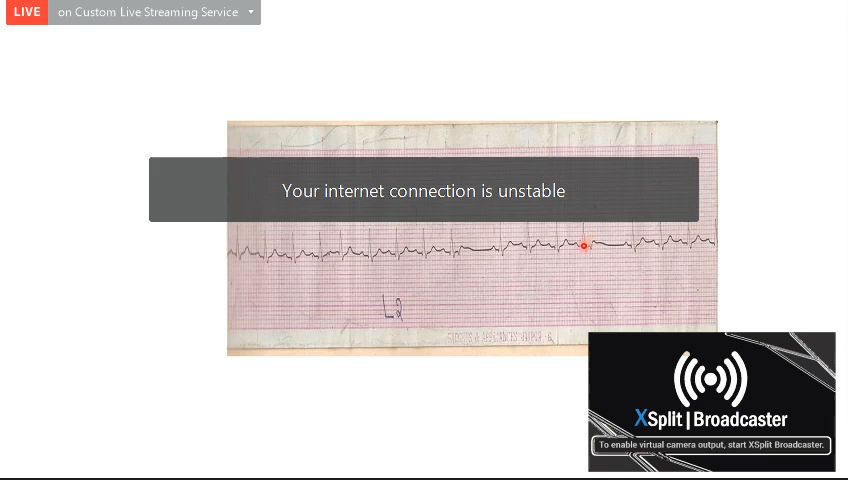 LIVE on Custom Live Streaming Service
Your internet connection is unstable
L2
XSplit | Broadcaster
To enable virtual camera output, start XSplit Broadcaster.